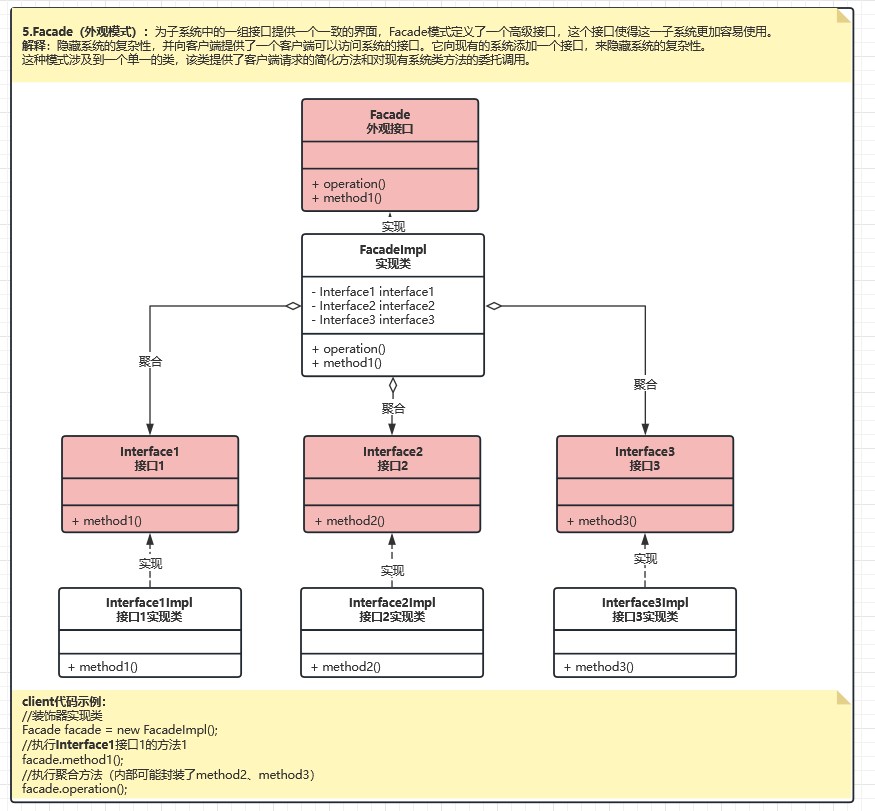 5.Facade（外观模式）：为子系统中的一组接口提供一个一致的界面，Facade模式定义了一个高级接口，这个接口使得这一子系统更加容易使用。
解释：隐藏系统的复杂性，并向客户端提供了一个客户端可以访问系统的接口。它向现有的系统添加一个接口，来隐藏系统的复杂性。
这种模式涉及到一个单一的类，该类提供了客户端请求的简化方法和对现有系统类方法的委托调用。
Facade
外观接口
+ operation()
+ method1()
实现
FacadeImpl
实现类
- Interface1 interface1
- Interface2 interface2
- Interface3 interface3
+ operation()
+ method1()
聚合
聚合
聚合
Interface1
接口1
+ method1()
Interface2
接口2
+ method2()
Interface3
接口3
+ method3()
实现
实现
实现
Interface1Impl
接口1实现类
+ method1()
Interface2Impl
接口2实现类
+ method2()
Interface3Impl
接口3实现类
+ method3()
client代码示例：
//装饰器实现类
Facade facade = new FacadeImpl();
//执行Interface1接口1的方法1
facade.method1();
//执行聚合方法（内部可能封装了method2、method3）
facade.operation();